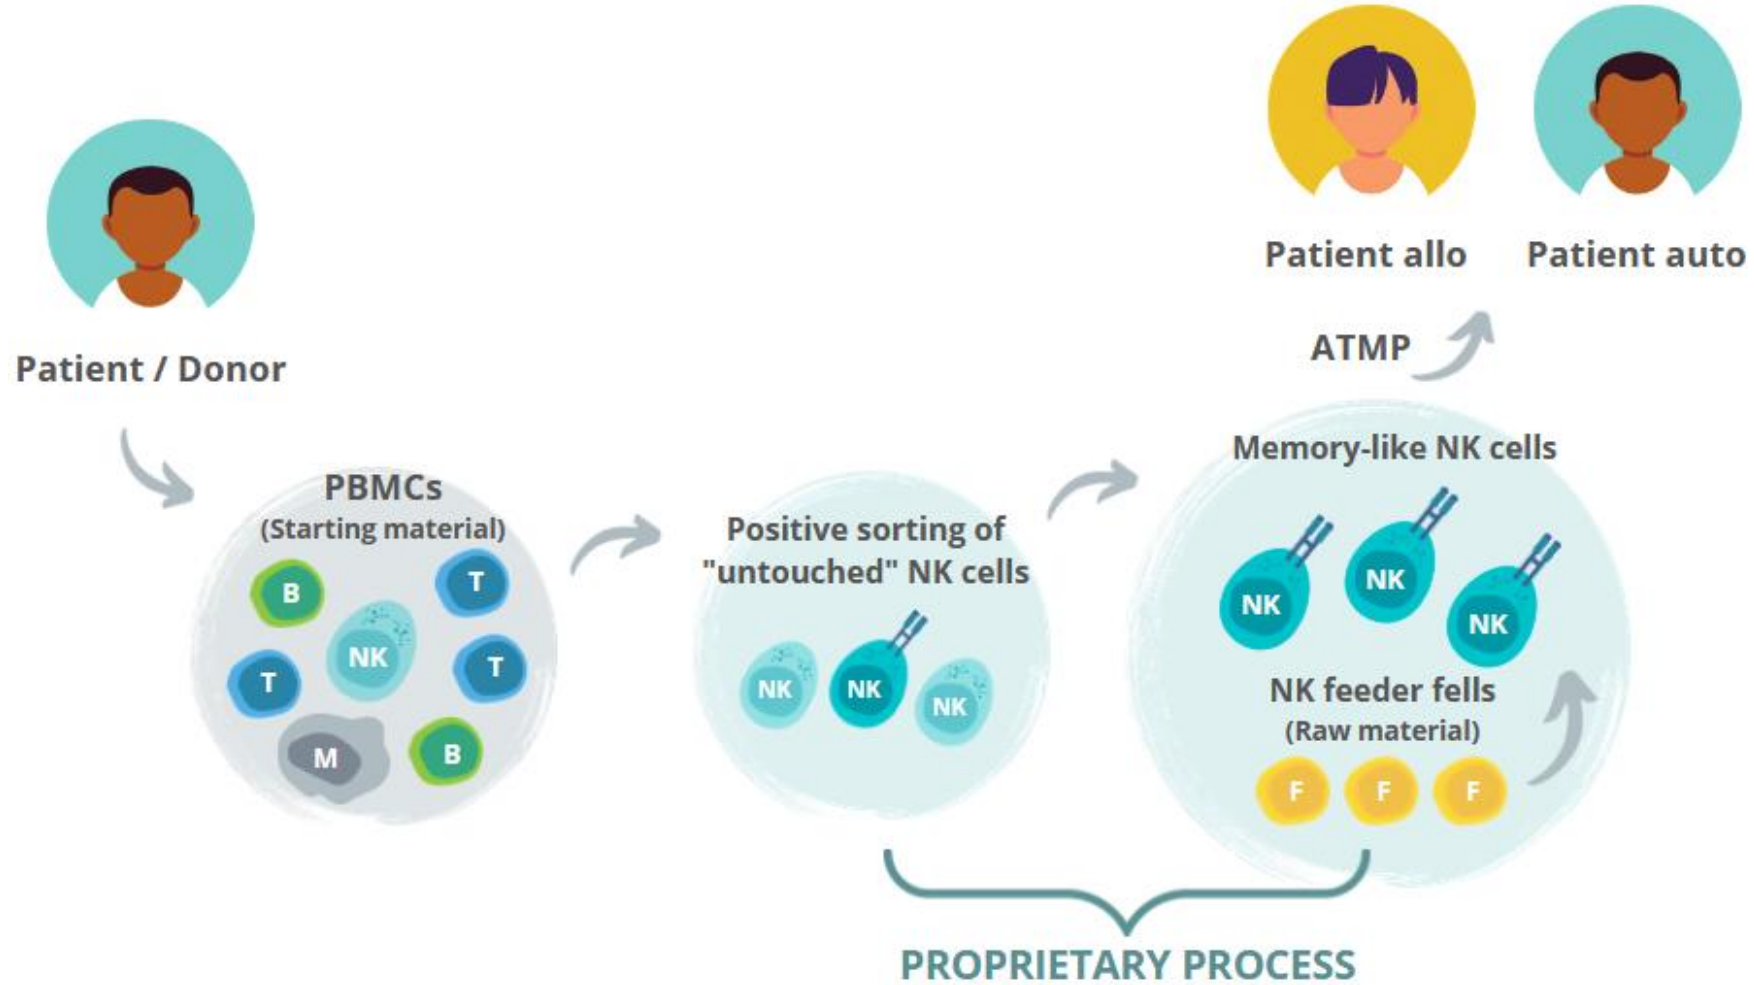 Patient / Donor
PBMCs
(Starting material)
B
T
NK
T
T
M
B
Positive sorting of
"untouched" NK cells
NK
NK
NK
Patient allo
Patient auto
ATMP
Memory-like NK cells
NK
NK
NK
NK feeder fells
(Raw material)
F
F
F
PROPRIETARY PROCESS